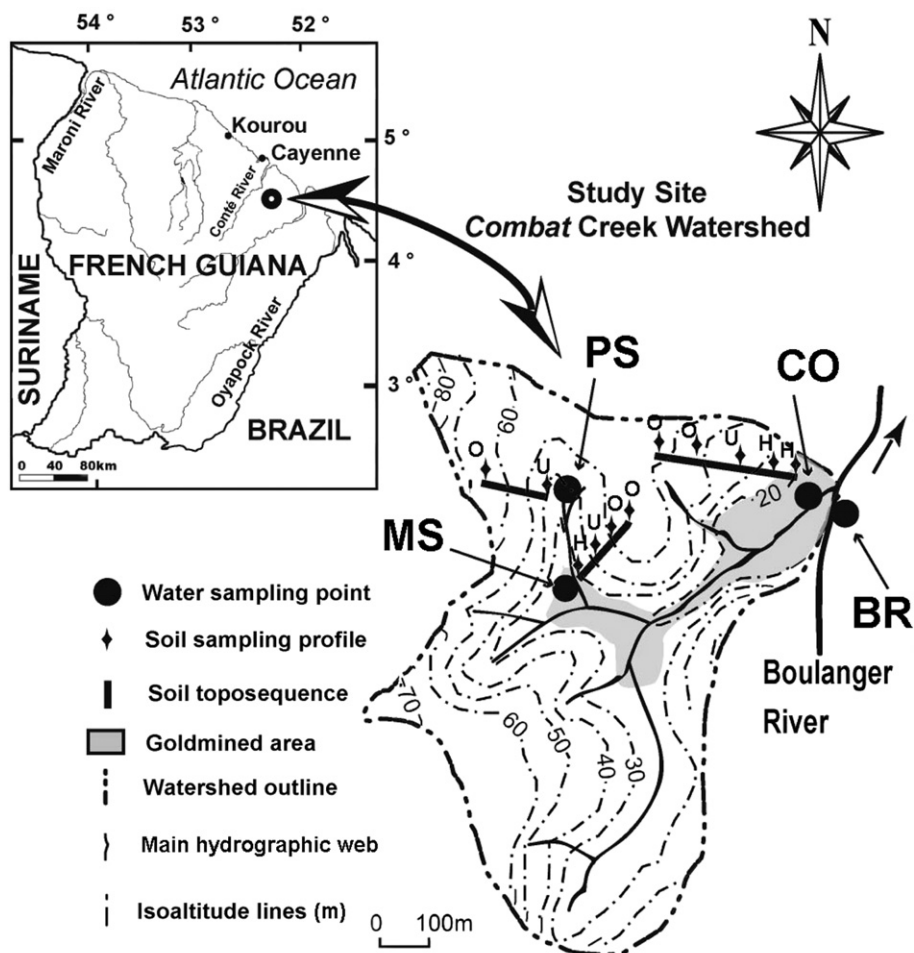 54 °
53 °
52 °
Atlantic Ocean
Maroni River
Kourou
Cayenne
Conté River
5 °
4 °
3 °
FRENCH GUIANA
SURINAME
Oyapock River
BRAZIL
0 40 80km
N
Study Site
Combat Creek Watershed
PS
CO
MS
BR
80
60
O
U
O
O
U
H
H
20
H
U
O
O
Boulanger
River
70
60
50
40
30
Water sampling point
Soil sampling profile
Soil toposequence
Goldmined area
Watershed outline
Main hydrographic web
Isoaltitude lines (m)
0 100m